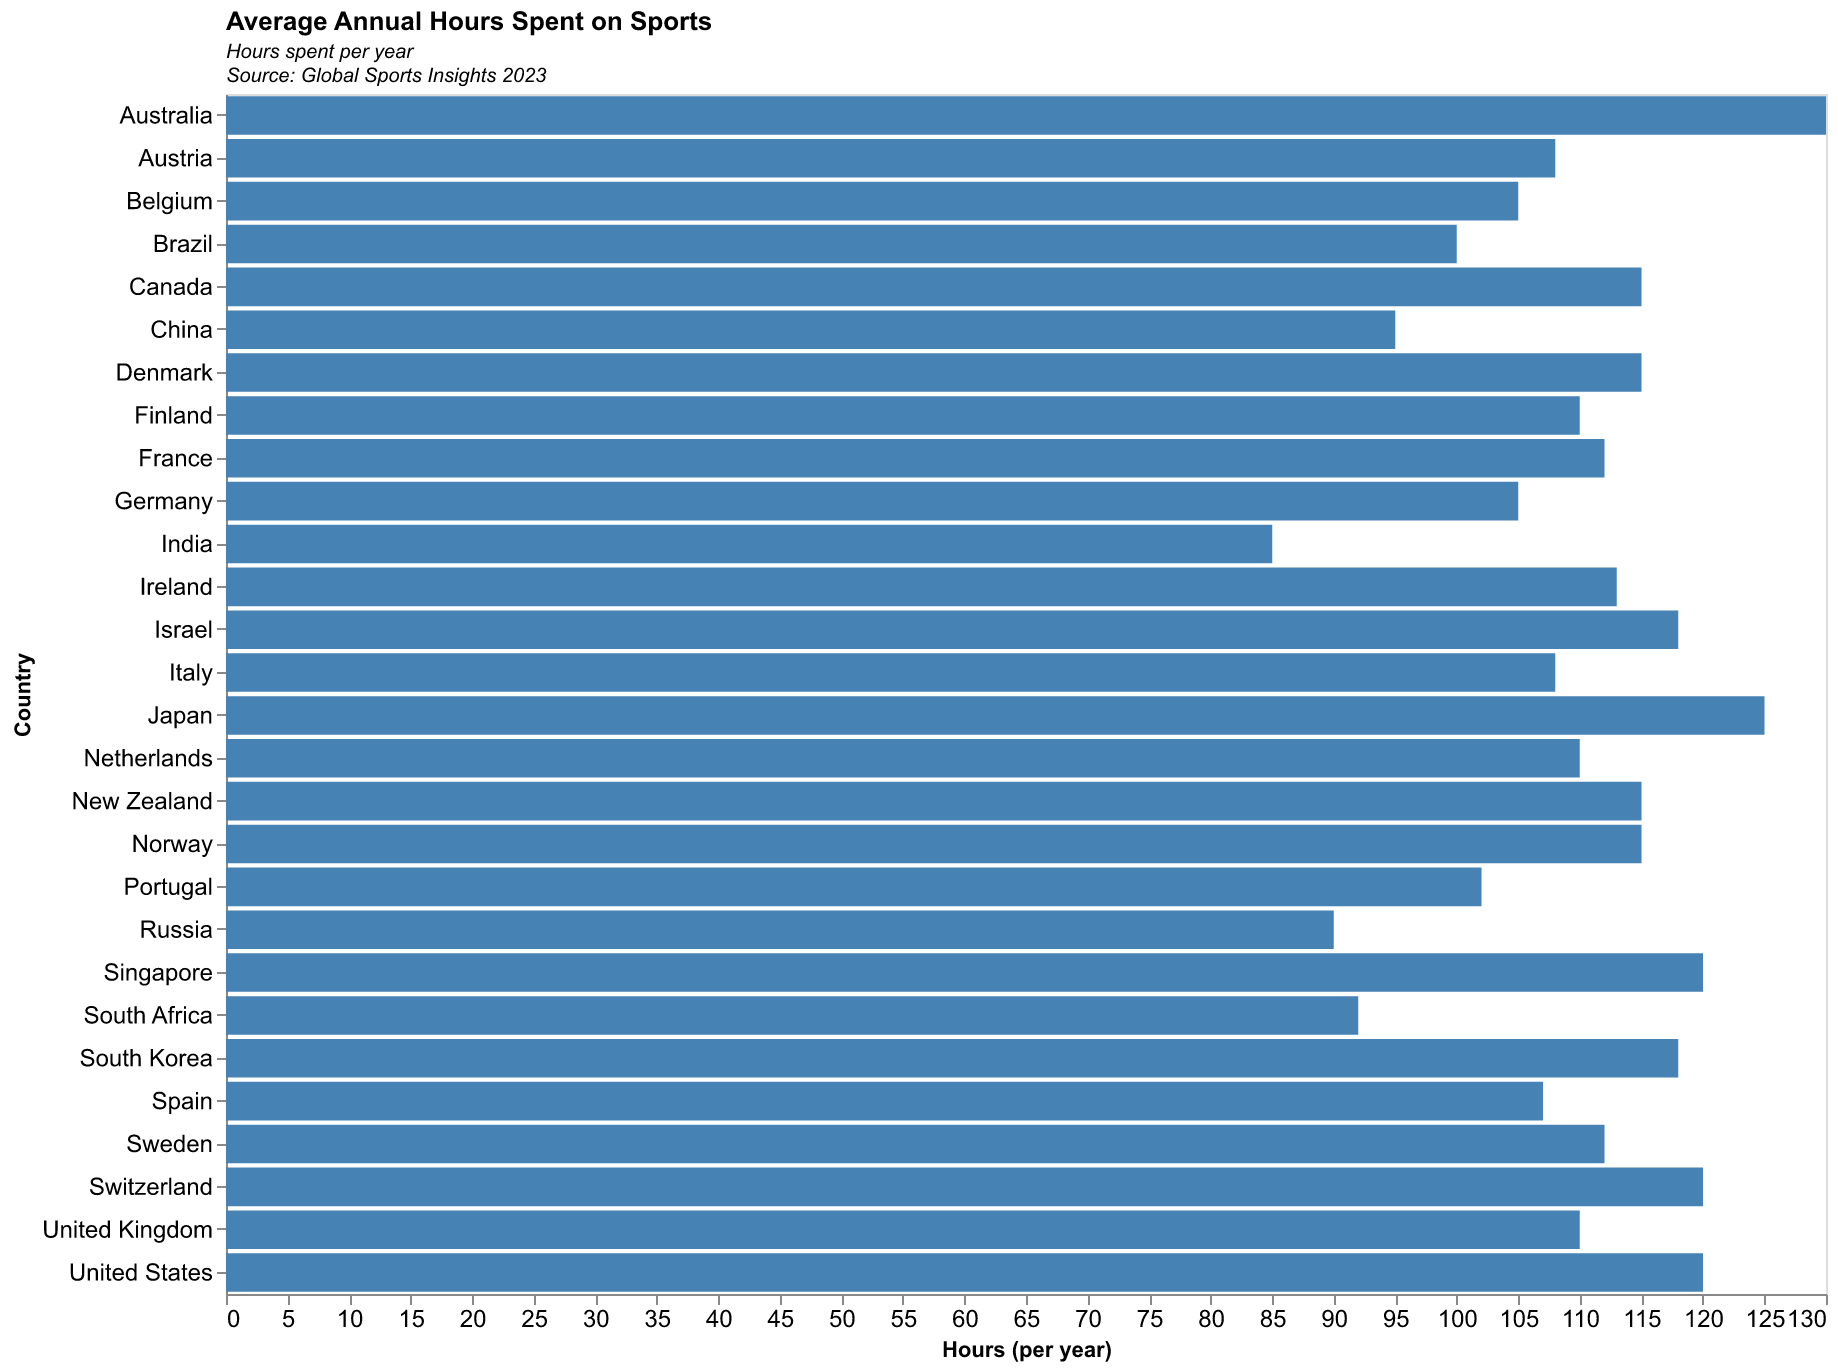 Average Annual Hours Spent on Sports
Hours spent per year
Source: Global Sports Insights 2023
Country
Australia
Austria
Belgium
Brazil
Canada
China
Denmark
Finland
France
Germany
India
Ireland
Israel
Italy
Japan
Netherlands
New Zealand
Norway
Portugal
Russia
Singapore
South Africa
South Korea
Spain
Sweden
Switzerland
United Kingdom
United States
0 5 10 15 20 25 30 35 40 45 50 55 60 65 70 75 80 85 90 95 100 105 110 115 120 125 130
Hours (per year)